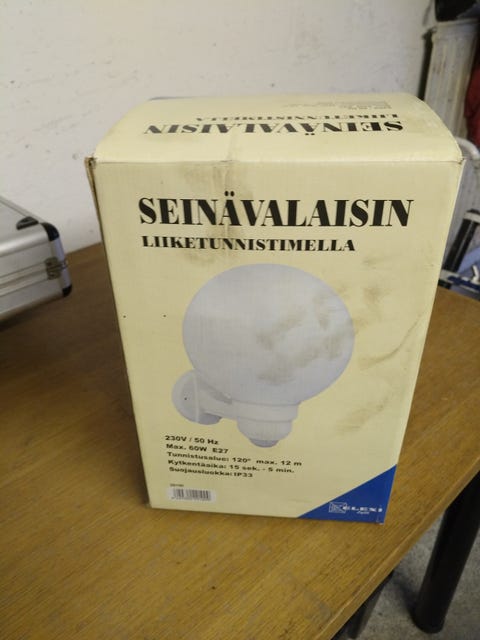 SEINÄVALAISIN
LIIKETUNNISTIMELLA
SEINÄVALAISIN
LIIKETUNNISTIMELLA
230V / 50 Hz
Max. 60W E27
Tunnistusalue: 120° max. 12 m
Kytkentäaika: 15 sek. - 5 min.
Suojausluokka: IP33